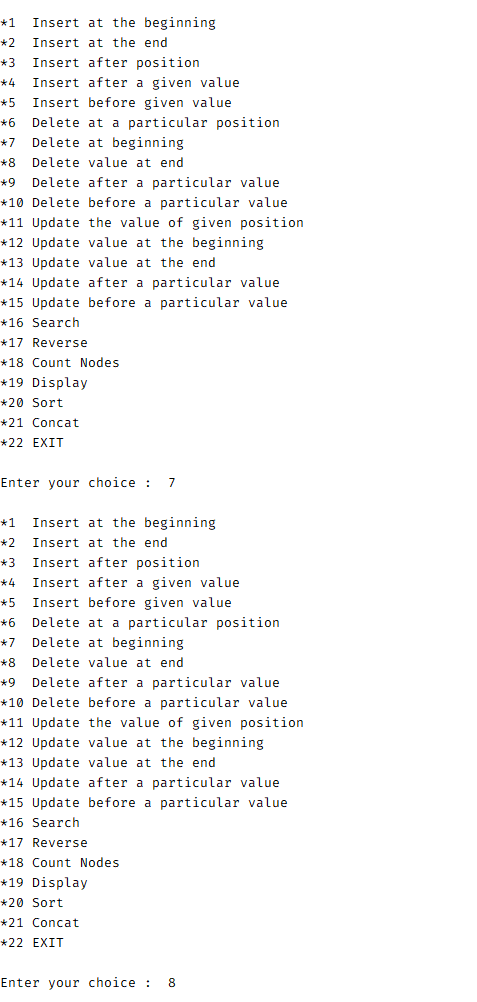 *1  Insert at the beginning
*2  Insert at the end
*3  Insert after position
*4  Insert after a given value
*5  Insert before given value
*6  Delete at a particular position
*7  Delete at beginning
*8  Delete value at end
*9  Delete after a particular value
*10 Delete before a particular value
*11 Update the value of given position
*12 Update value at the beginning
*13 Update value at the end
*14 Update after a particular value
*15 Update before a particular value
*16 Search
*17 Reverse
*18 Count Nodes
*19 Display
*20 Sort
*21 Concat
*22 EXIT
Enter your choice :  7
*1  Insert at the beginning
*2  Insert at the end
*3  Insert after position
*4  Insert after a given value
*5  Insert before given value
*6  Delete at a particular position
*7  Delete at beginning
*8  Delete value at end
*9  Delete after a particular value
*10 Delete before a particular value
*11 Update the value of given position
*12 Update value at the beginning
*13 Update value at the end
*14 Update after a particular value
*15 Update before a particular value
*16 Search
*17 Reverse
*18 Count Nodes
*19 Display
*20 Sort
*21 Concat
*22 EXIT
Enter your choice :  8